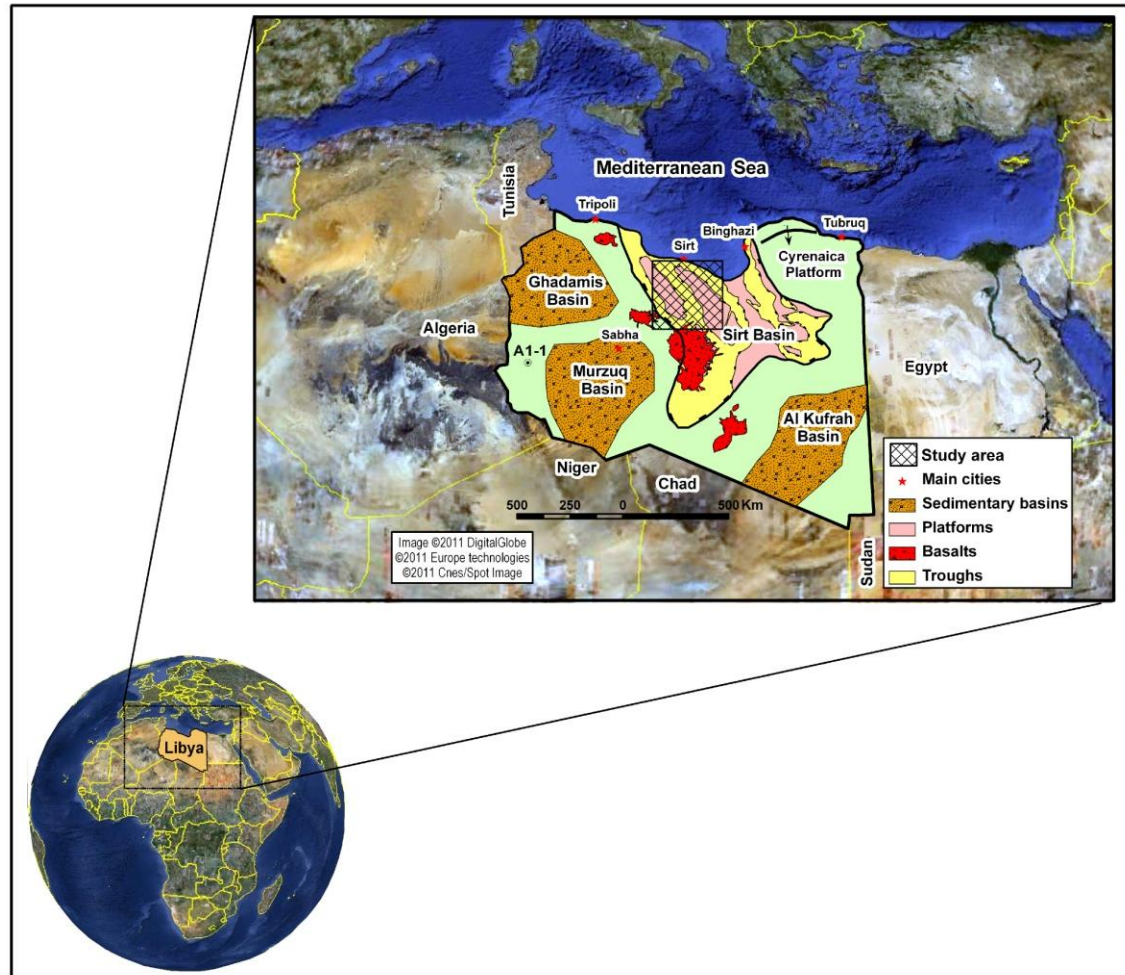 Mediterranean Sea
Tunisia
Tripoli
Sirt
Binghazi
Tubruq
Cyrenaica
Platform
Ghadamis
Basin
Algeria
Sabha
Sirt Basin
A1-1
Murzuq
Basin
Egypt
Al Kufrah
Basin
Niger
Chad
Sudan
500 250 0 500 Km
Image ©2011 DigitalGlobe
©2011 Europe technologies
©2011 Cnes/Spot Image
Study area
Main cities
Sedimentary basins
Platforms
Basalts
Troughs
Libya